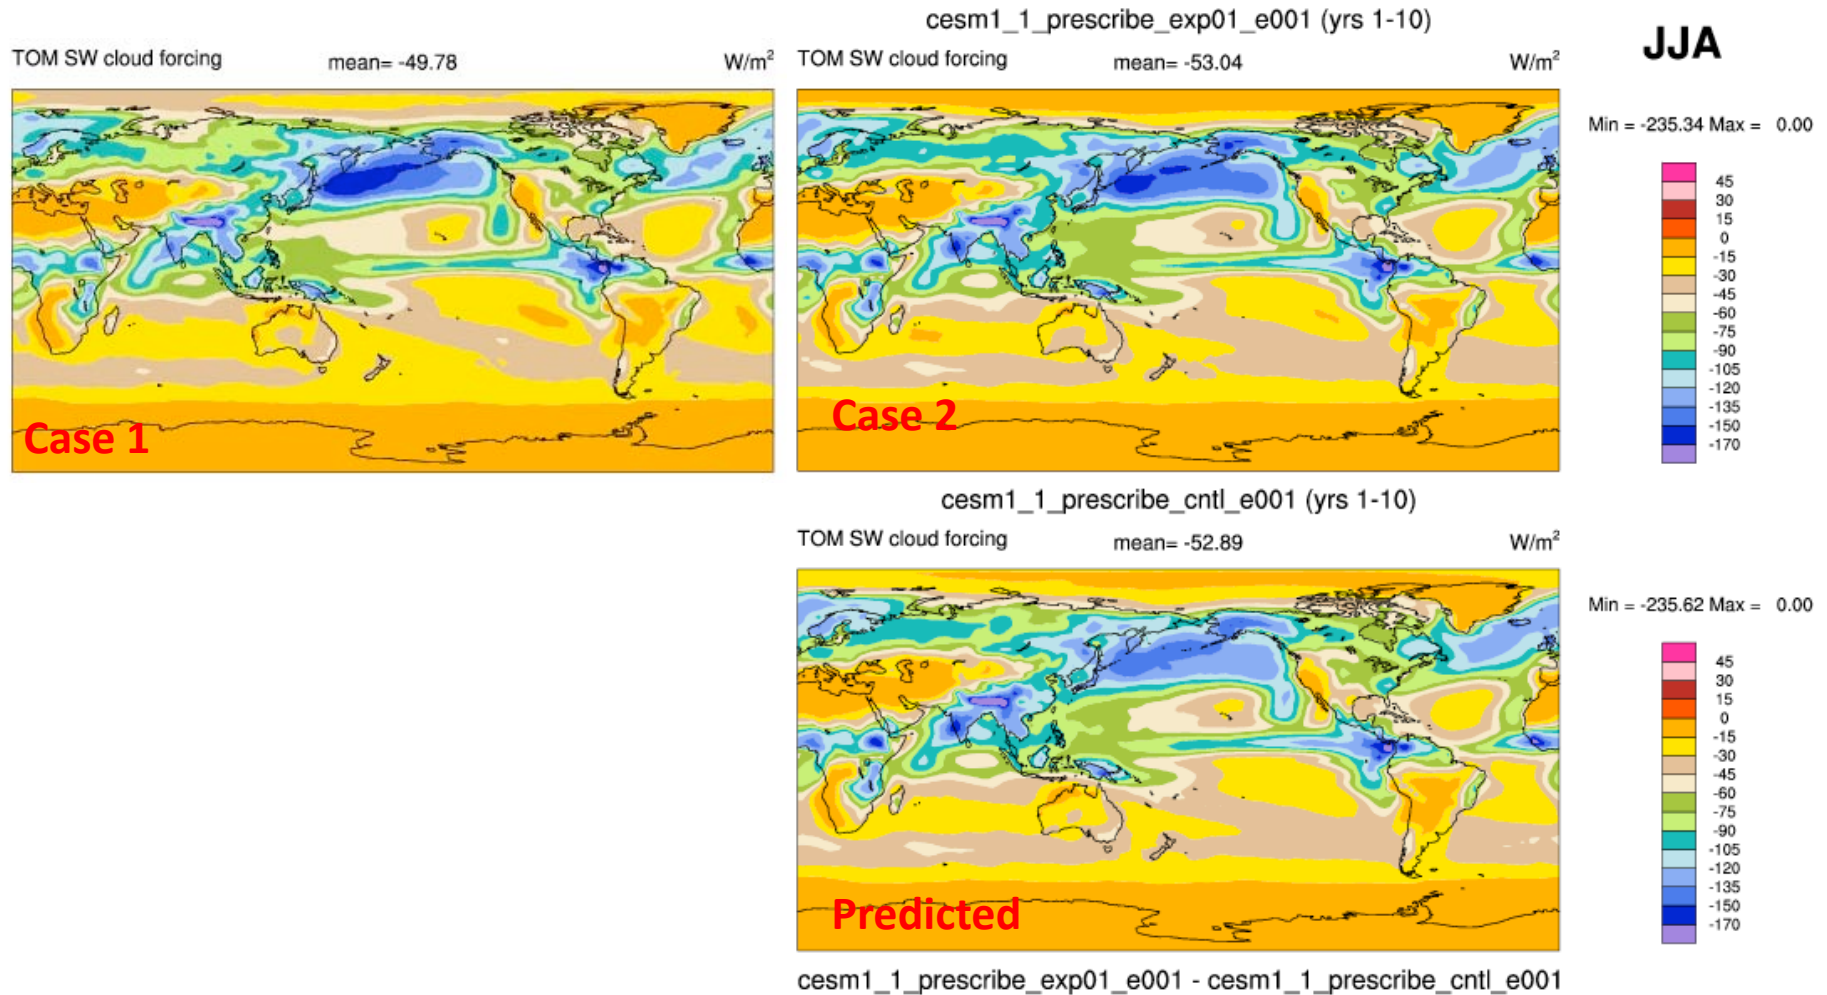 cesm1_1_prescribe_exp01_e001 (yrs 1-10)
JJA
TOM SW cloud forcing mean= -49.78 W/m²
TOM SW cloud forcing mean= -53.04 W/m²
Min = -235.34 Max = 0.00
45
30
15
0
-15
-30
-45
-60
-75
-90
-105
-120
-135
-150
-170
Case 1
Case 2
cesm1_1_prescribe_cntl_e001 (yrs 1-10)
TOM SW cloud forcing mean= -52.89 W/m²
Min = -235.62 Max = 0.00
45
30
15
0
-15
-30
-45
-60
-75
-90
-105
-120
-135
-150
-170
Predicted
cesm1_1_prescribe_exp01_e001 - cesm1_1_prescribe_cntl_e001